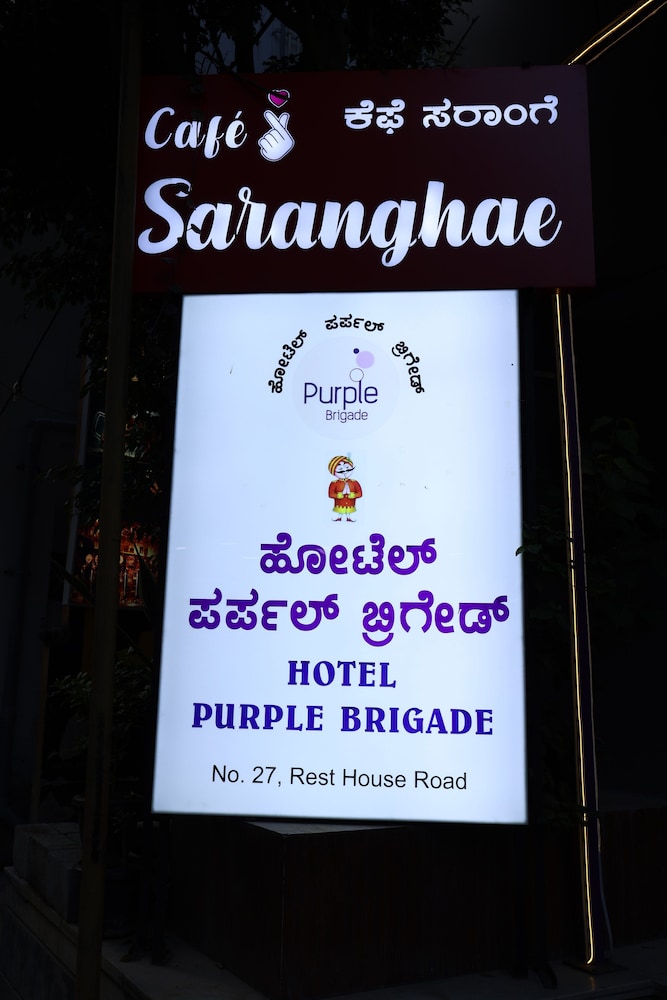 Café
ಕೆಫೆ ಸರಾಂಗೆ
Saranghae
ಹೋಟೆಲ್ ಪರ್ಪಲ್ ಬ್ರಿಗೇಡ್
Purple
Brigade
ಹೋಟೆಲ್
ಪರ್ಪಲ್ ಬ್ರಿಗೇಡ್
HOTEL
PURPLE BRIGADE
No. 27, Rest House Road